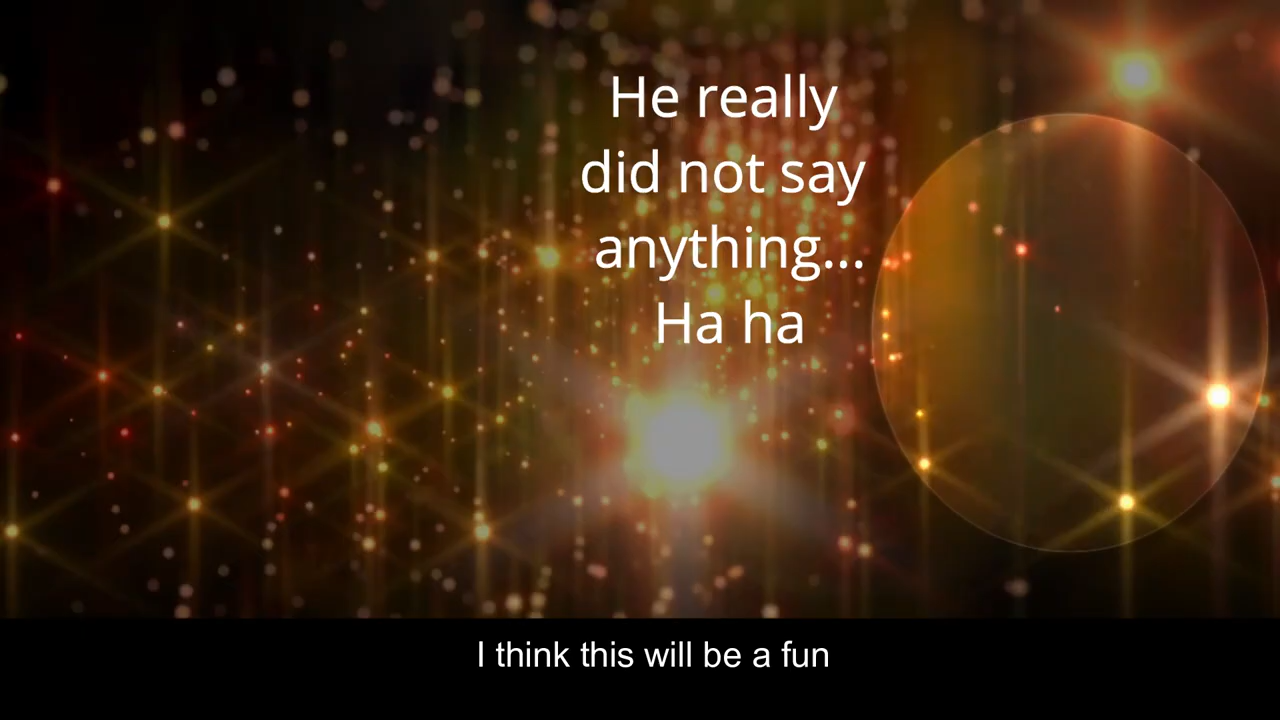 He really
did not say
anything...
Ha ha
I think this will be a fun